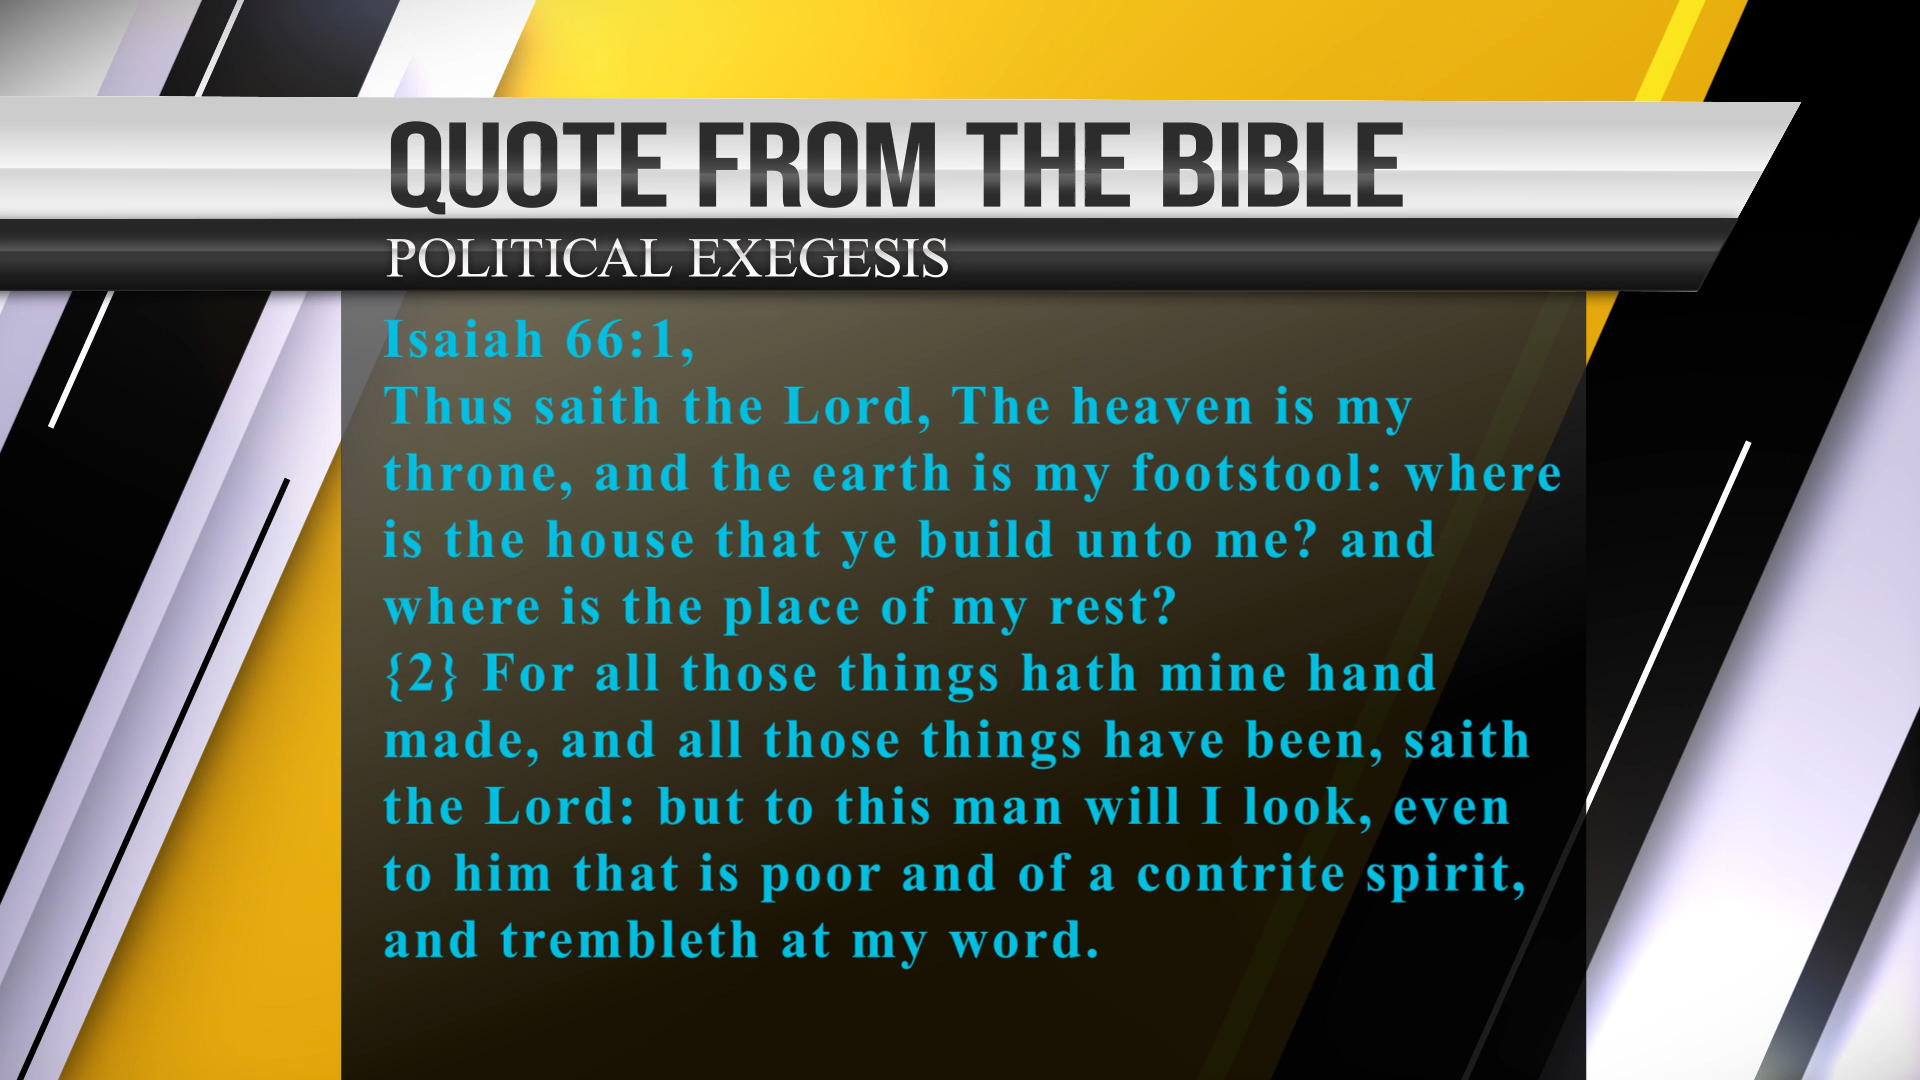 QUOTE FROM THE BIBLE
POLITICAL EXEGESIS
Isaiah 66:1,
Thus saith the Lord, The heaven is my
throne, and the earth is my footstool: where
is the house that ye build unto me? and
where is the place of my rest?
{2} For all those things hath mine hand
made, and all those things have been, saith
the Lord: but to this man will I look, even
to him that is poor and of a contrite spirit,
and trembleth at my word.